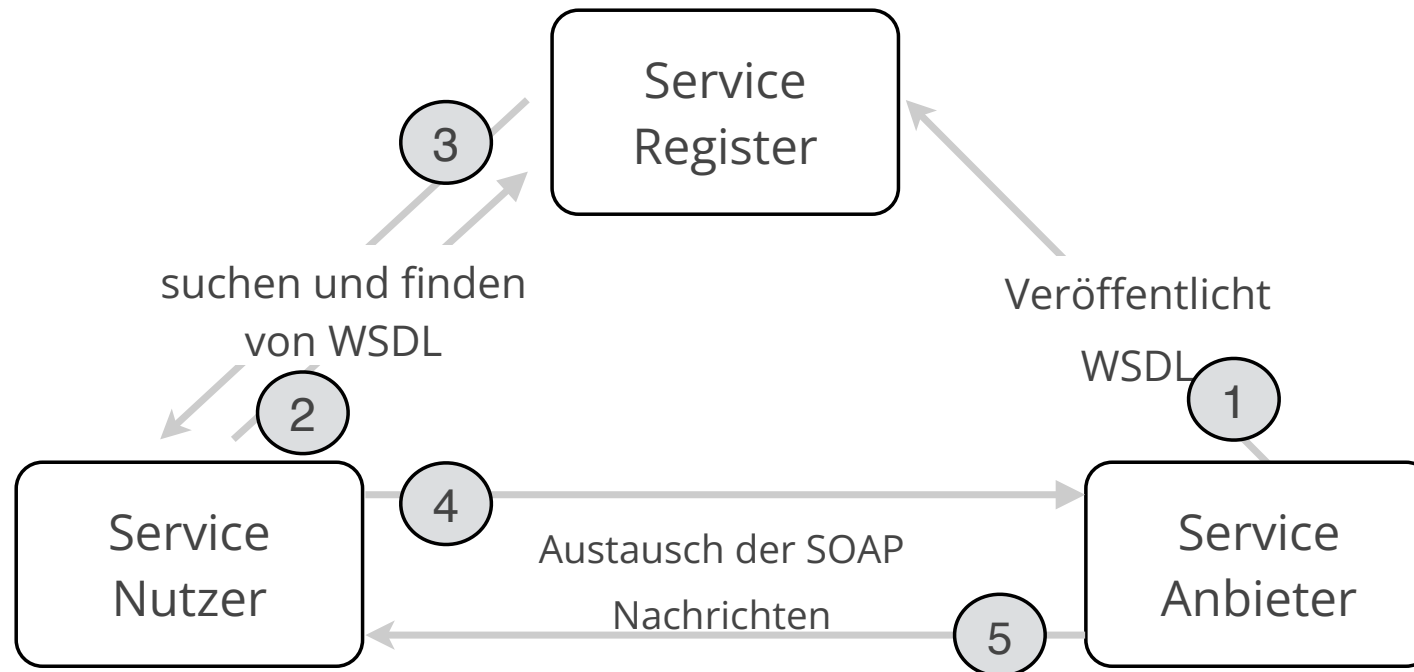 Service
Register
3
suchen und finden
von WSDL
Veröffentlicht
WSDL
1
2
Service
Nutzer
4
Austausch der SOAP
Nachrichten
5
Service
Anbieter